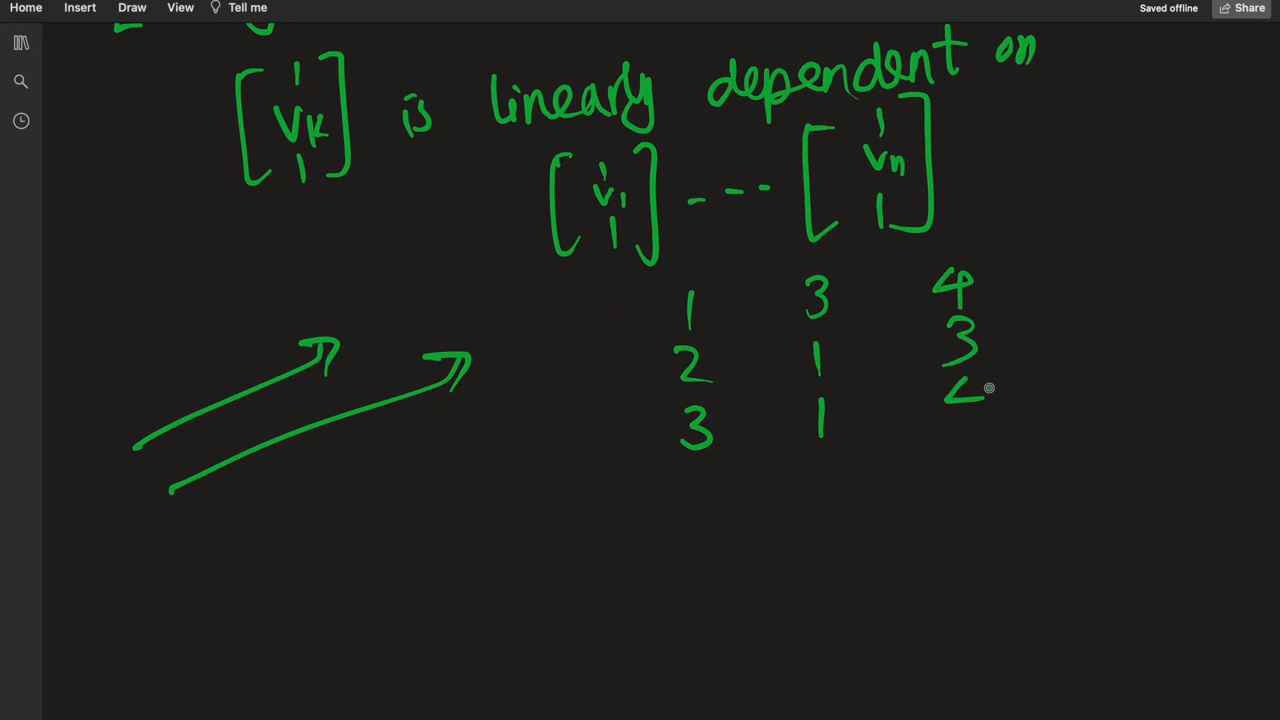 Home Insert Draw View Tell me Saved offline Share
[vk] is linearly dependent on
[v1] --- [vn]
1 3 4
2 1 3
3 1